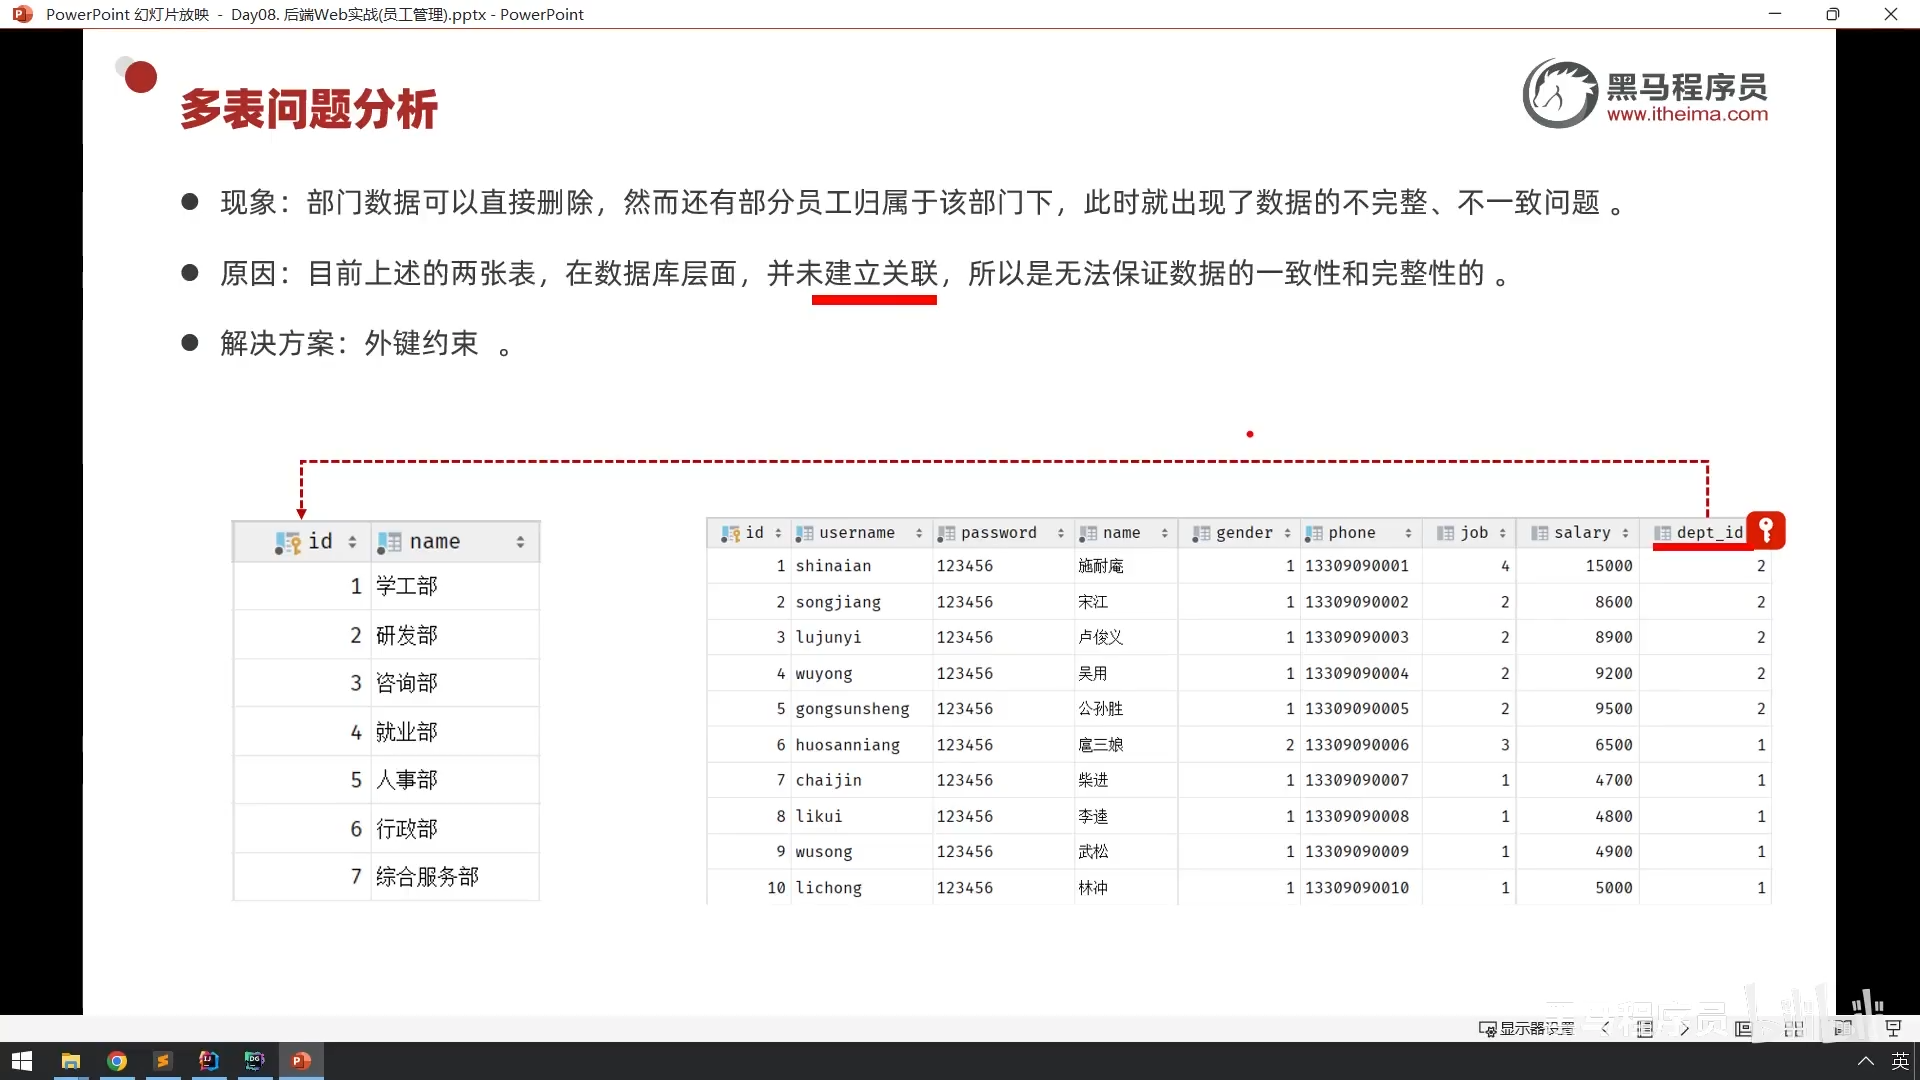 PowerPoint 幻灯片放映 - Day08. 后端Web实战(员工管理).pptx - PowerPoint
多表问题分析
黑马程序员
www.itheima.com
现象：部门数据可以直接删除，然而还有部分员工归属于该部门下，此时就出现了数据的不完整、不一致问题 。
原因：目前上述的两张表，在数据库层面，并未建立关联，所以是无法保证数据的一致性和完整性的 。
解决方案：外键约束 。
id name
1 学工部
2 研发部
3 咨询部
4 就业部
5 人事部
6 行政部
7 综合服务部
id username password name gender phone job salary dept_id
1 shinaian 123456 施耐庵 1 13309090001 4 15000 2
2 songjiang 123456 宋江 1 13309090002 2 8600 2
3 lujunyi 123456 卢俊义 1 13309090003 2 8900 2
4 wuyong 123456 吴用 1 13309090004 2 9200 2
5 gongsunsheng 123456 公孙胜 1 13309090005 2 9500 2
6 huosanniang 123456 扈三娘 2 13309090006 3 6500 1
7 chaijin 123456 柴进 1 13309090007 1 4700 1
8 likui 123456 李逵 1 13309090008 1 4800 1
9 wusong 123456 武松 1 13309090009 1 4900 1
10 lichong 123456 林冲 1 13309090010 1 5000 1
黑马程序员
显示器设置
英